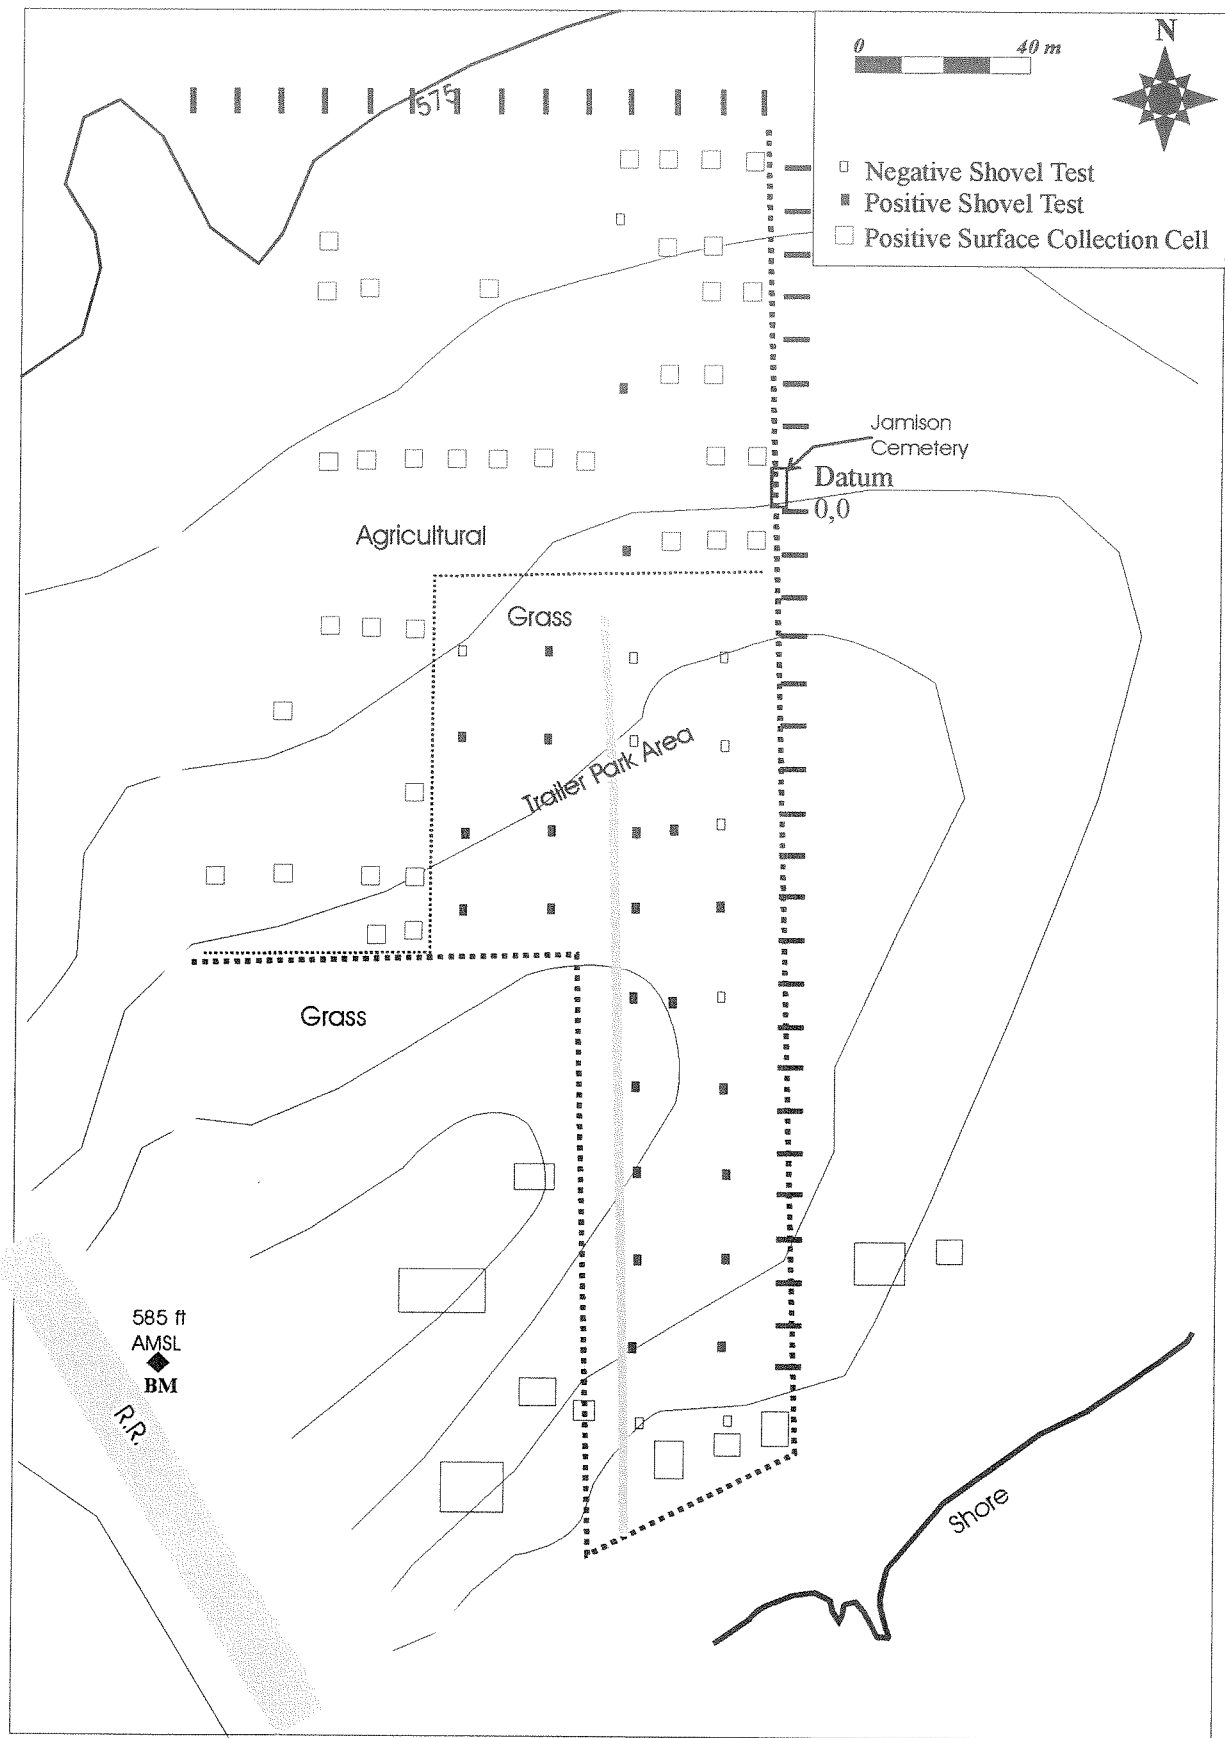 0 40 m
N
575
Negative Shovel Test
Positive Shovel Test
Positive Surface Collection Cell
Jamison
Cemetery
Datum
0,0
Agricultural
Grass
Trailer Park Area
Grass
585 ft
AMSL
BM
R.R.
Shore